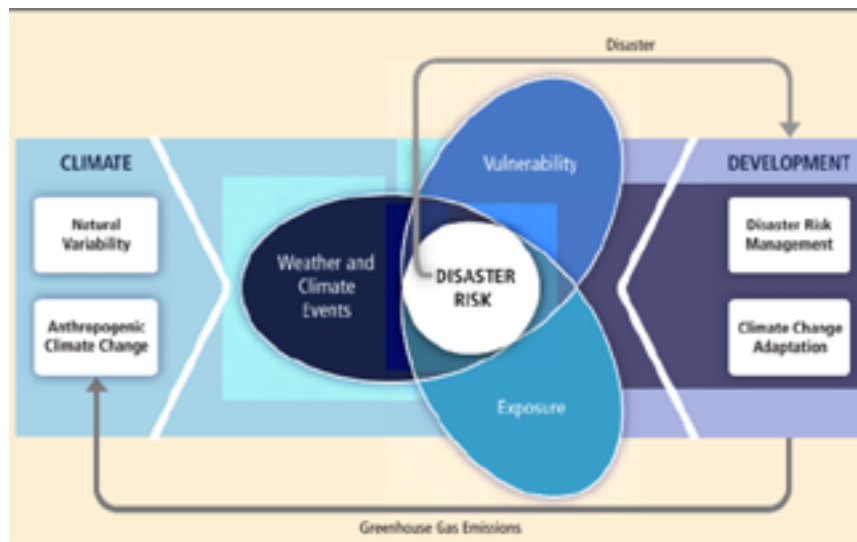 Disaster
CLIMATE
Vulnerability
DEVELOPMENT
Natural
Variability
Disaster Risk
Management
Weather and
Climate
Events
DISASTER
RISK
Anthropogenic
Climate Change
Climate Change
Adaptation
Exposure
Greenhouse Gas Emissions